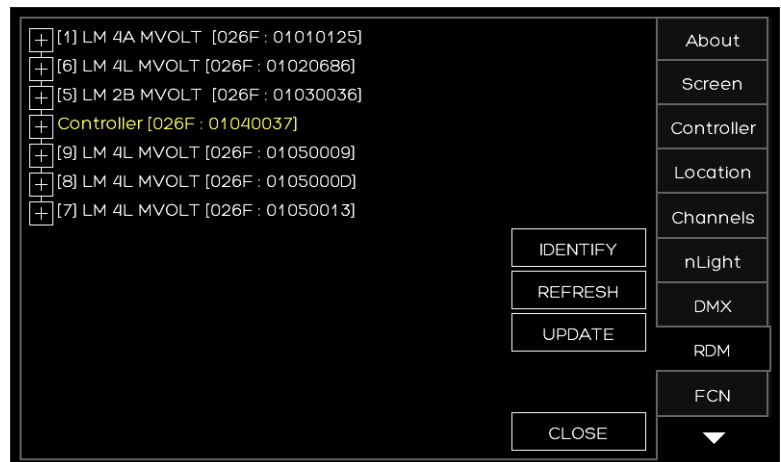 [1] LM 4A MVOLT [026F : 01010125]
[6] LM 4L MVOLT [026F : 01020686]
[5] LM 2B MVOLT [026F : 01030036]
Controller [026F : 01040037]
[9] LM 4L MVOLT [026F : 01050009]
[8] LM 4L MVOLT [026F : 0105000D]
[7] LM 4L MVOLT [026F : 01050013]
IDENTIFY
REFRESH
UPDATE
CLOSE
About
Screen
Controller
Location
Channels
nLight
DMX
RDM
FCN